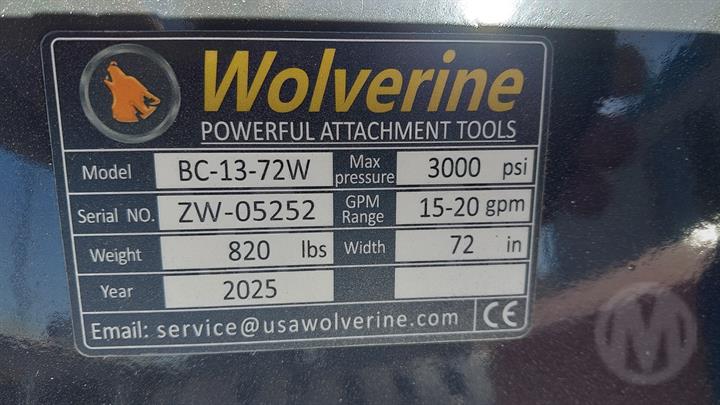 Wolverine
POWERFUL ATTACHMENT TOOLS
Model BC-13-72W Max pressure 3000 psi
Serial NO. ZW-05252 GPM Range 15-20 gpm
Weight 820 lbs Width 72 in
Year 2025
Email: service@usawolverine.com CE
M